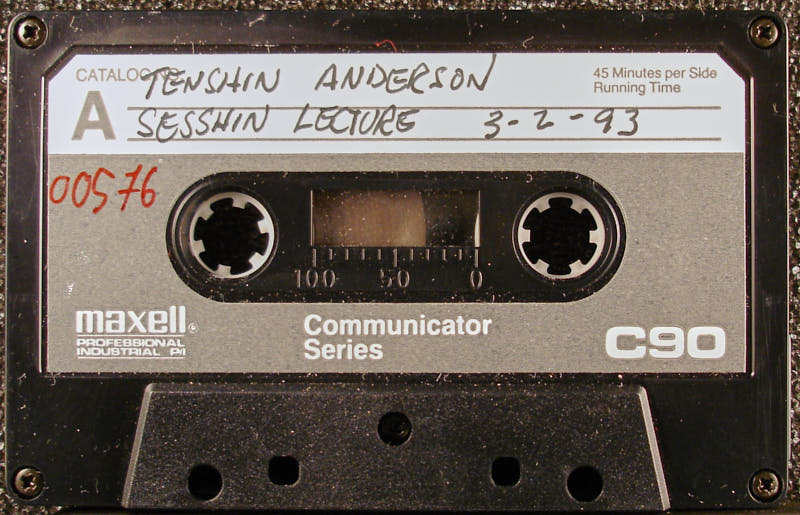 CATALOG NO.
TENSHIN ANDERSON
45 Minutes per Side
Running Time
A
SESSHIN LECTURE 3-2-93
00576
100 50 0
maxell
PROFESSIONAL
INDUSTRIAL P/I
Communicator
Series
C90